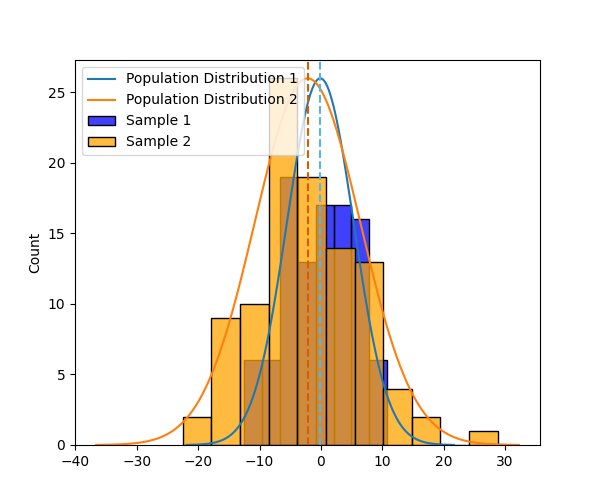 Population Distribution 1
Population Distribution 2
Sample 1
Sample 2
Count
25
20
15
10
5
0
−40 −30 −20 −10 0 10 20 30